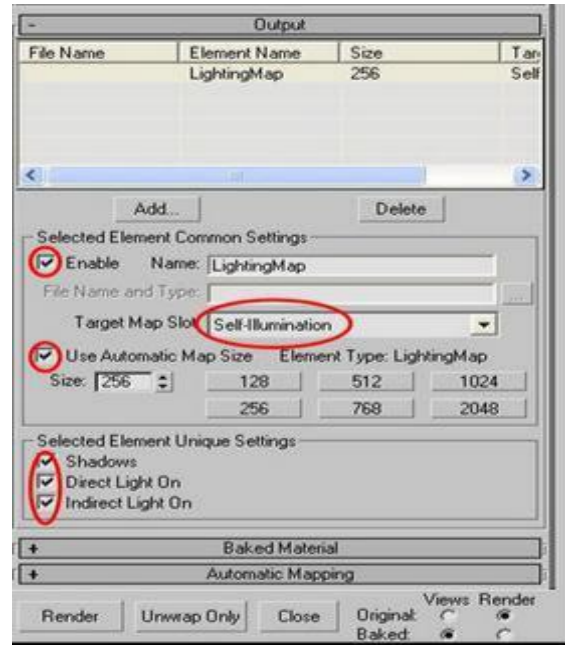 - Output
File Name Element Name Size Tar
LightingMap 256 Self
Add... Delete
Selected Element Common Settings
Enable Name: LightingMap
File Name and Type: ...
Target Map Slot: Self-Illumination
Use Automatic Map Size Element Type: LightingMap
Size: 256 128 512 1024
256 768 2048
Selected Element Unique Settings
Shadows
Direct Light On
Indirect Light On
+ Baked Material
+ Automatic Mapping
Views Render
Render Unwrap Only Close Original:
Baked: